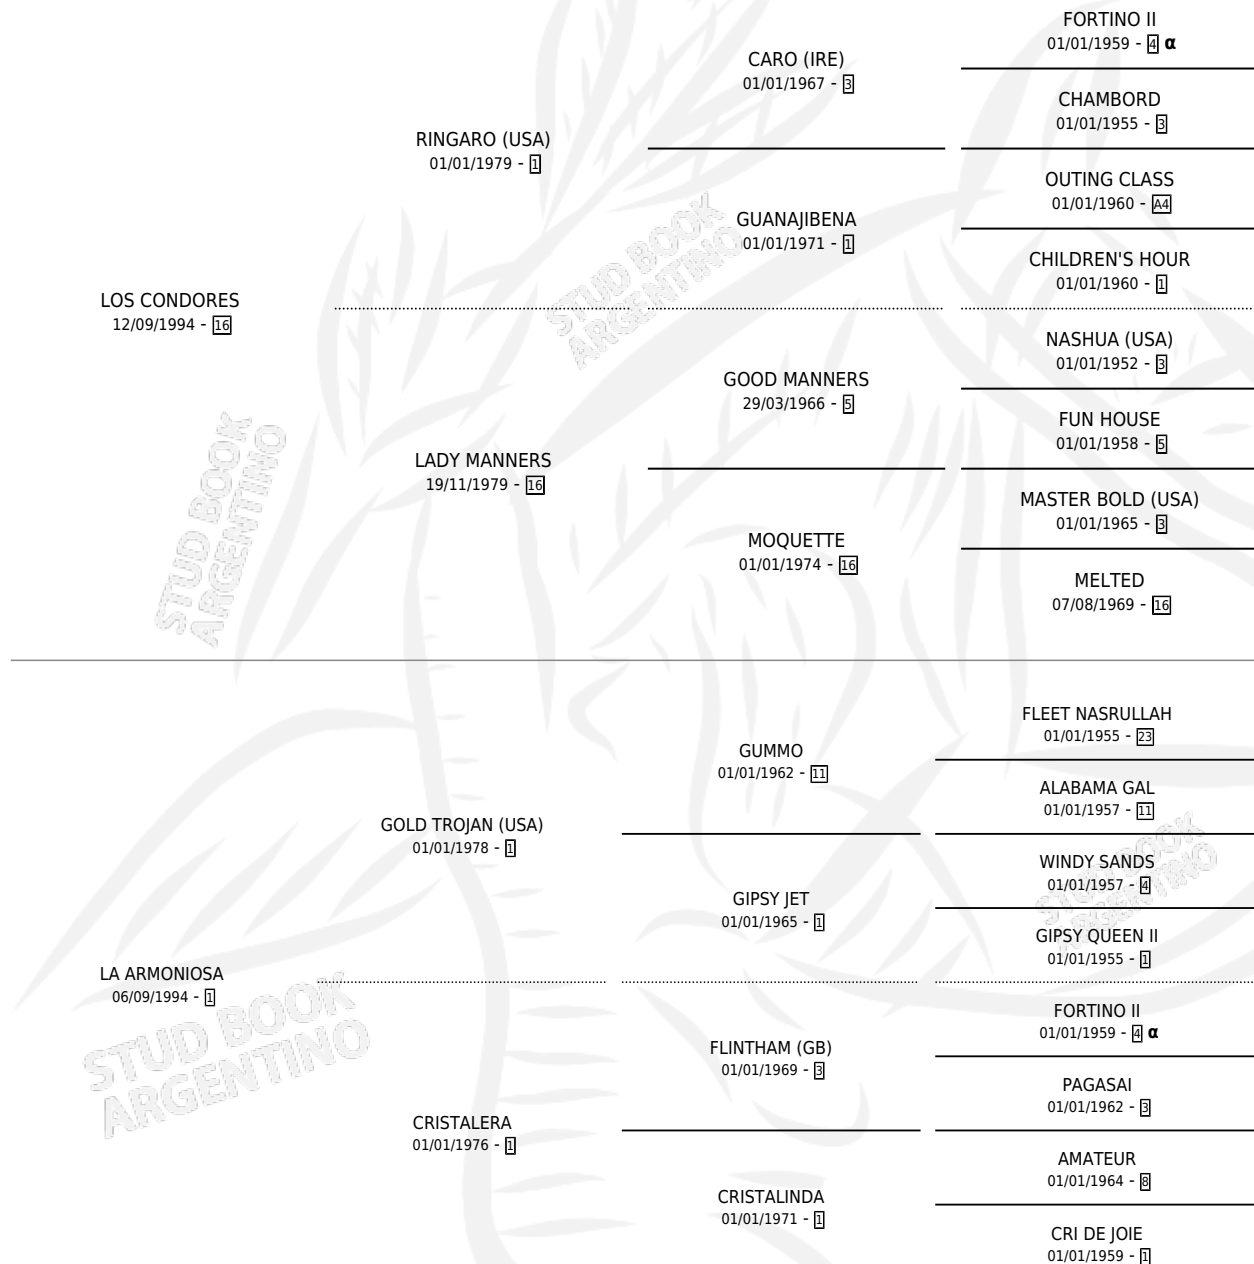 FORTINO II
01/01/1959 - 4 α
CARO (IRE)
01/01/1967 - 3
CHAMBORD
01/01/1955 - 3
RINGARO (USA)
01/01/1979 - 1
OUTING CLASS
01/01/1960 - A4
GUANAJIBENA
01/01/1971 - 1
CHILDREN'S HOUR
01/01/1960 - 1
LOS CONDORES
12/09/1994 - 16
NASHUA (USA)
01/01/1952 - 3
GOOD MANNERS
29/03/1966 - 5
FUN HOUSE
01/01/1958 - 5
LADY MANNERS
19/11/1979 - 16
MASTER BOLD (USA)
01/01/1965 - 3
MOQUETTE
01/01/1974 - 16
MELTED
07/08/1969 - 16
FLEET NASRULLAH
01/01/1955 - 23
GUMMO
01/01/1962 - 11
ALABAMA GAL
01/01/1957 - 11
GOLD TROJAN (USA)
01/01/1978 - 1
WINDY SANDS
01/01/1957 - 4
GIPSY JET
01/01/1965 - 1
GIPSY QUEEN II
01/01/1955 - 1
LA ARMONIOSA
06/09/1994 - 1
FORTINO II
01/01/1959 - 4 α
FLINTHAM (GB)
01/01/1969 - 3
PAGASAI
01/01/1962 - 3
CRISTALERA
01/01/1976 - 1
AMATEUR
01/01/1964 - 8
CRISTALINDA
01/01/1971 - 1
CRI DE JOIE
01/01/1959 - 1
STUD BOOK
ARGENTINO
STUD BOOK
ARGENTINO
STUD BOOK
ARGENTINO
STUD BOOK
ARGENTINO